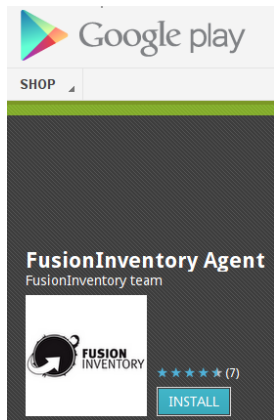 Google play
SHOP
FusionInventory Agent
FusionInventory team
FUSION
INVENTORY
(7)
INSTALL